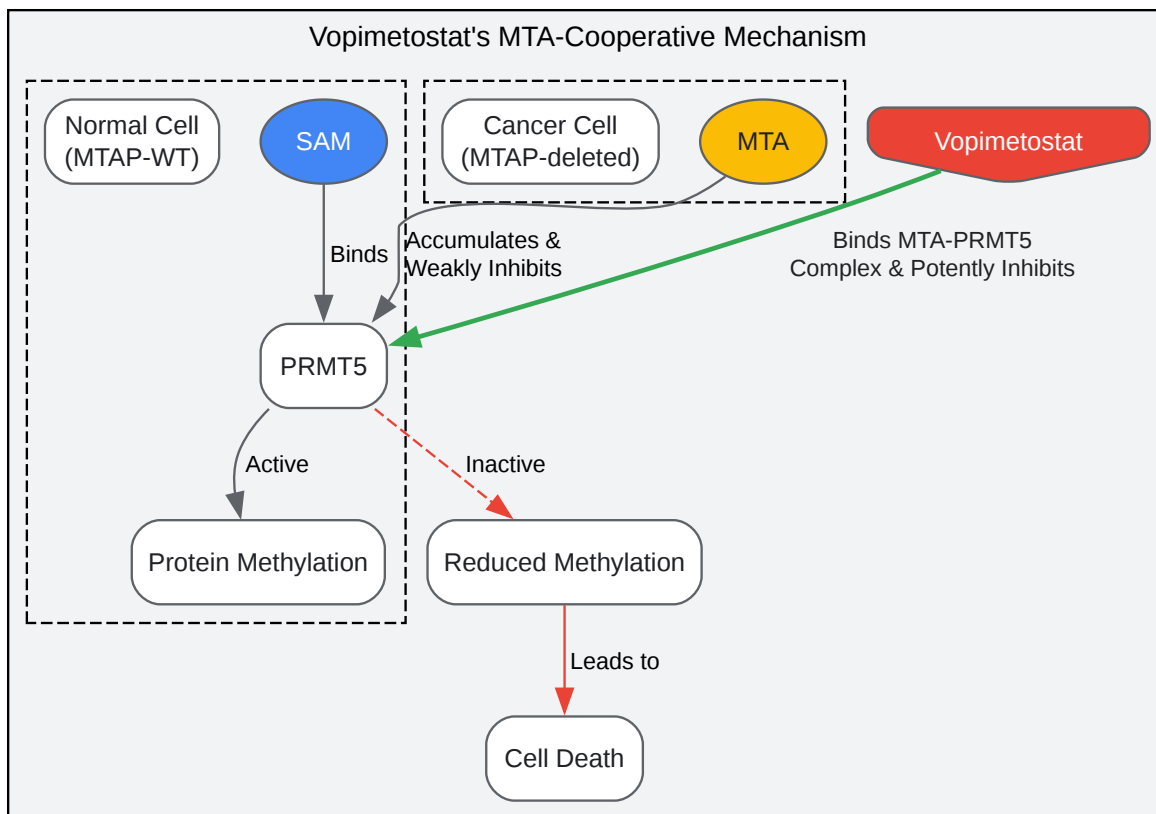 Vopimetostat's MTA-Cooperative Mechanism
Normal Cell
(MTAP-WT)
SAM
Cancer Cell
(MTAP-deleted)
MTA
Vopimetostat
Binds
Accumulates &
Weakly Inhibits
Binds MTA-PRMT5
Complex & Potently Inhibits
PRMT5
Active
Inactive
Protein Methylation
Reduced Methylation
Leads to
Cell Death